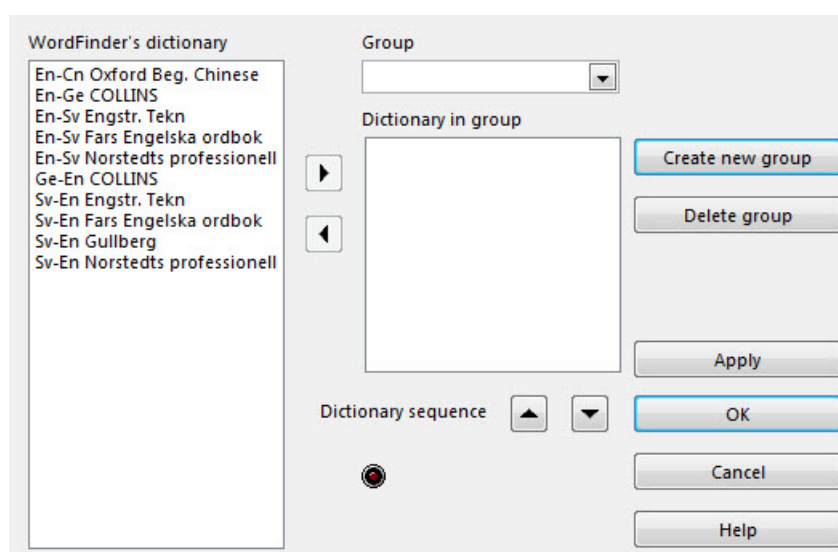 WordFinder's dictionary
En-Cn Oxford Beg. Chinese
En-Ge COLLINS
En-Sv Engstr. Tekn
En-Sv Fars Engelska ordbok
En-Sv Norstedts professionell
Ge-En COLLINS
Sv-En Engstr. Tekn
Sv-En Fars Engelska ordbok
Sv-En Gullberg
Sv-En Norstedts professionell
Group
Dictionary in group
Dictionary sequence
Create new group
Delete group
Apply
OK
Cancel
Help